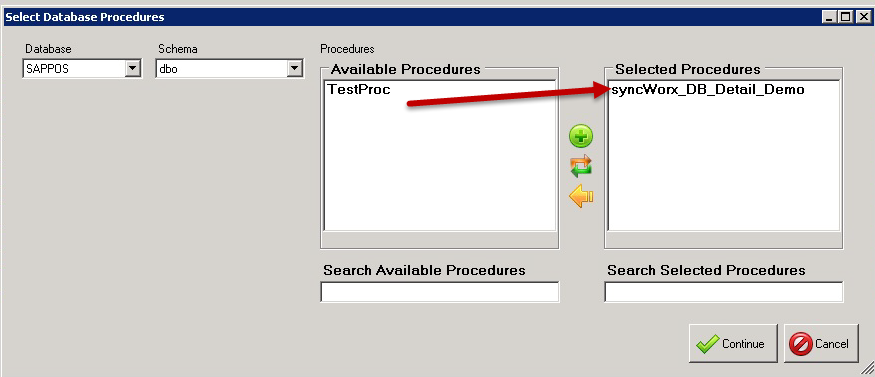 Select Database Procedures
Database
Schema
Procedures
SAPPOS
dbo
Available Procedures
Selected Procedures
TestProc
syncWorx_DB_Detail_Demo
Search Available Procedures
Search Selected Procedures
Continue
Cancel